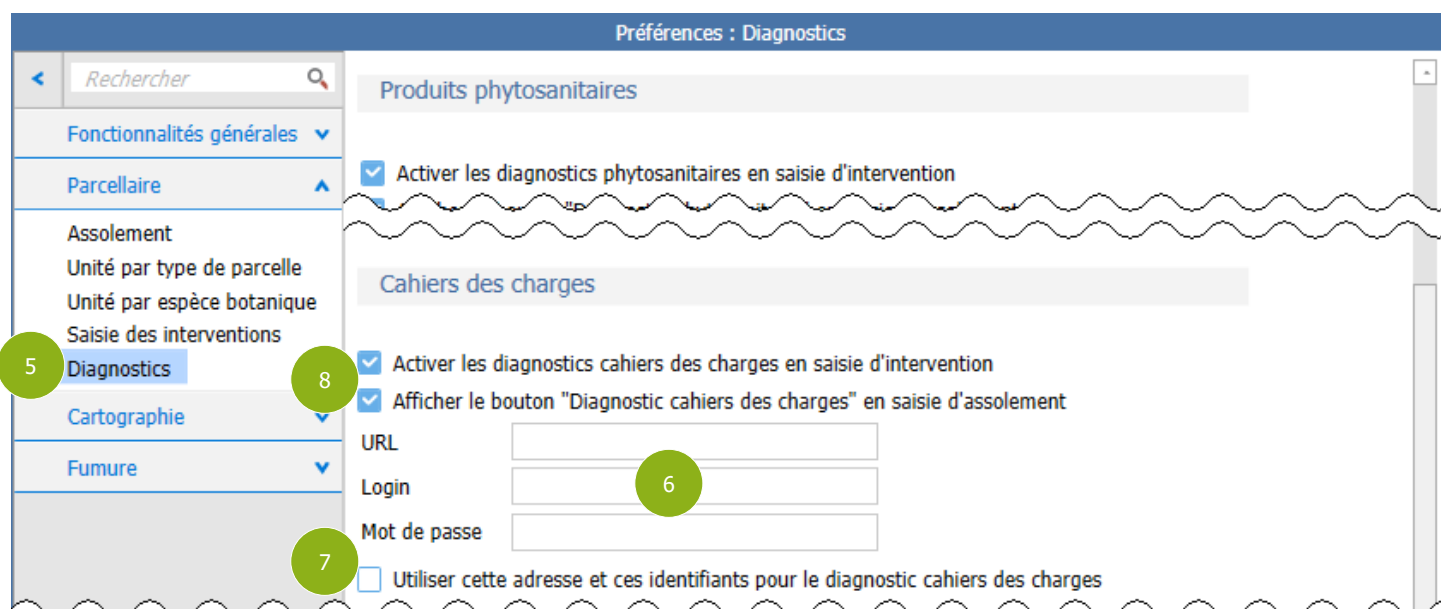 Préférences : Diagnostics
<
Rechercher
Fonctionnalités générales
Parcellaire
Assolement
Unité par type de parcelle
Unité par espèce botanique
Saisie des interventions
5
Diagnostics
Cartographie
Fumure
Produits phytosanitaires
Activer les diagnostics phytosanitaires en saisie d'intervention
Cahiers des charges
Activer les diagnostics cahiers des charges en saisie d'intervention
8
Afficher le bouton "Diagnostic cahiers des charges" en saisie d'assolement
URL
Login
6
Mot de passe
7
Utiliser cette adresse et ces identifiants pour le diagnostic cahiers des charges